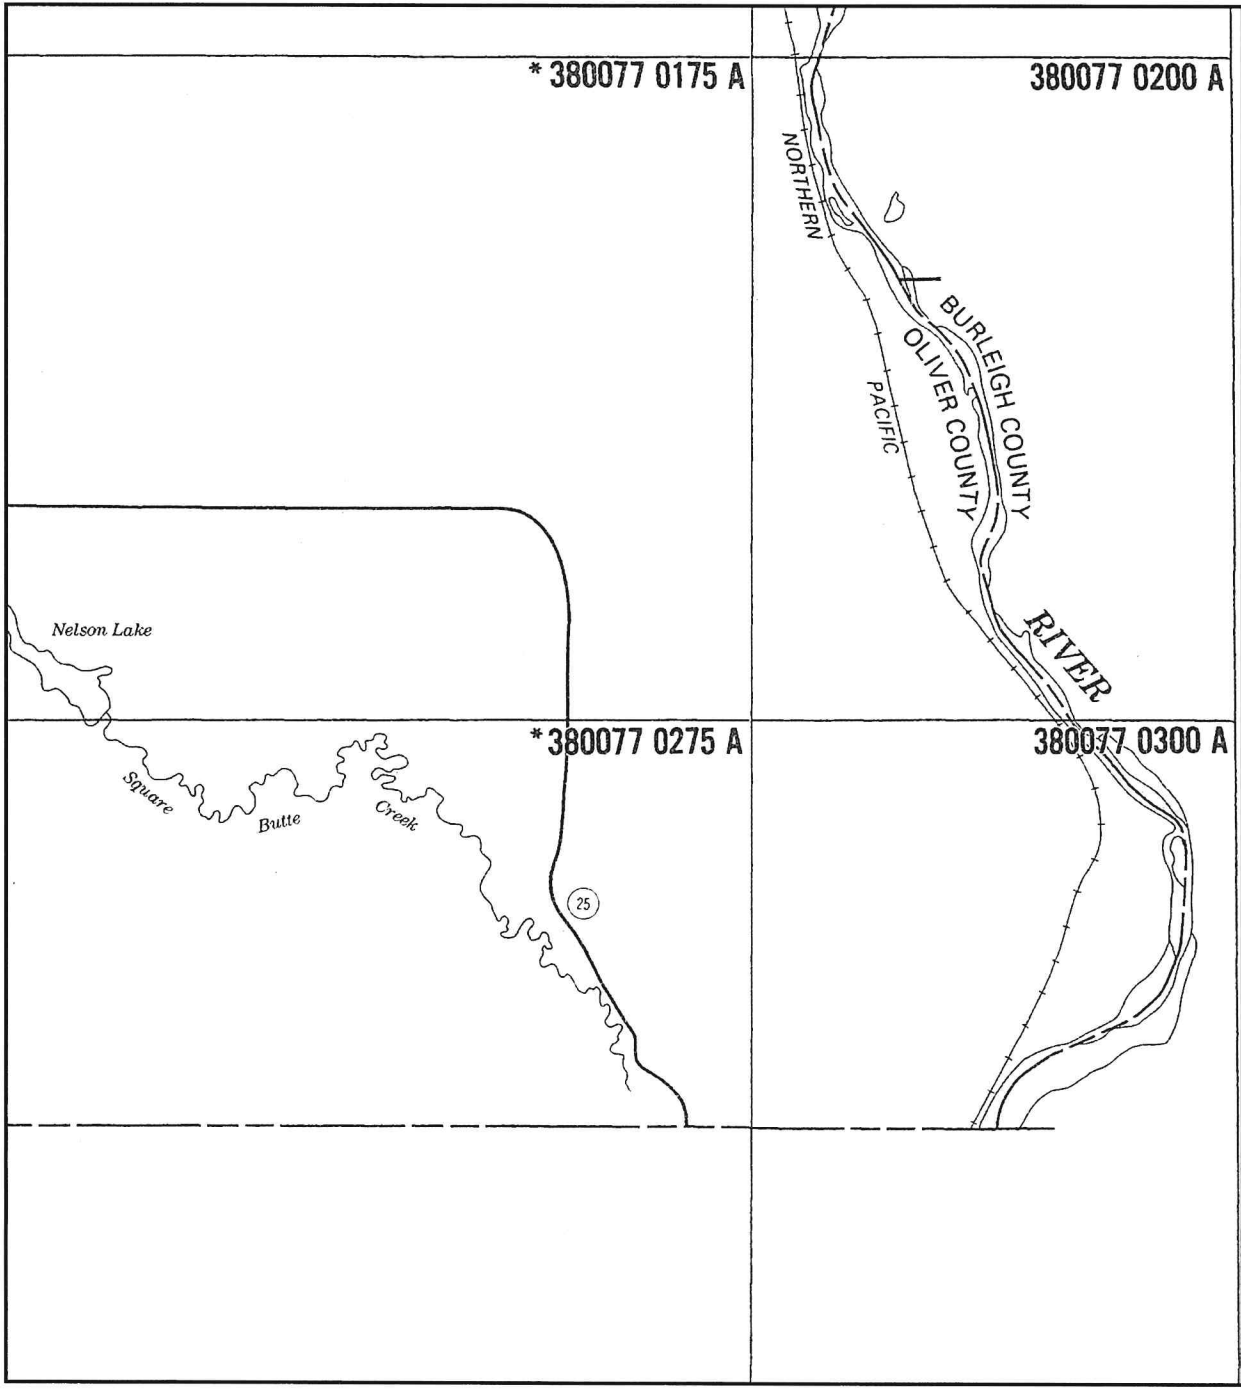 * 380077 0175 A
380077 0200 A
NORTHERN
BURLEIGH COUNTY
OLIVER COUNTY
PACIFIC
RIVER
Nelson Lake
* 380077 0275 A
380077 0300 A
Square
Butte
Creek
25